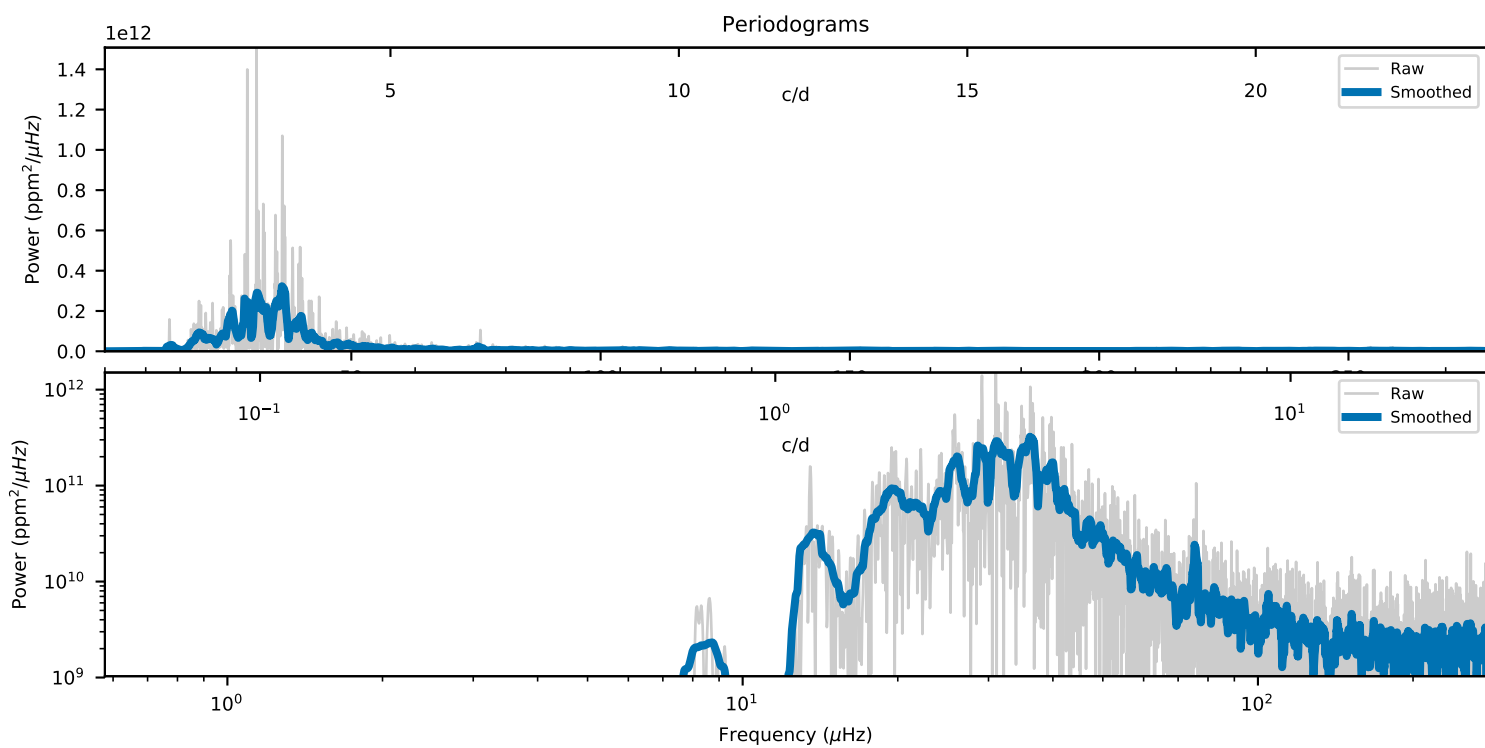 Periodograms
1e12
1.4
1.2
1.0
0.8
0.6
0.4
0.2
0.0
Power (ppm²/μHz)
5
10
15
20
c/d
Raw
Smoothed
10¹²
10¹¹
10¹⁰
10⁹
Power (ppm²/μHz)
10⁻¹
10⁰
10¹
c/d
Raw
Smoothed
10⁰
10¹
10²
Frequency (μHz)